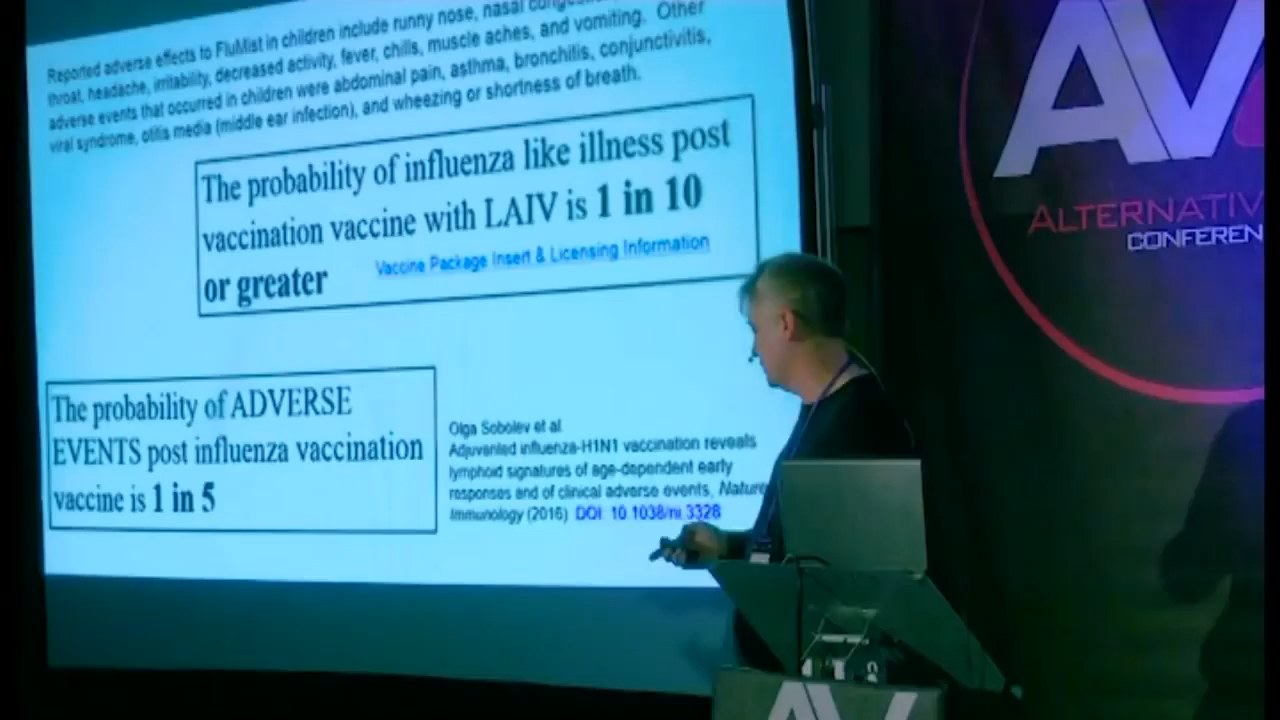 Reported adverse effects to FluMist in children include runny nose, nasal
throat, headache, irritability, decreased activity, fever, chills, muscle aches, and vomiting. Other
adverse events that occurred in children were abdominal pain, asthma, bronchitis, conjunctivitis,
viral syndrome, otitis media (middle ear infection), and wheezing or shortness of breath.
The probability of influenza like illness post
vaccination vaccine with LAIV is 1 in 10
or greater
Vaccine Package Insert & Licensing Information
The probability of ADVERSE
EVENTS post influenza vaccination
vaccine is 1 in 5
Olga Sobolev et al.
Adjuvanted influenza-H1N1 vaccination reveals
lymphoid signatures of age-dependent early
responses and of clinical adverse events, Nature
Immunology (2016) DOI: 10.1038/ni.3328
AV
ALTERNATIV
CONFEREN
AV